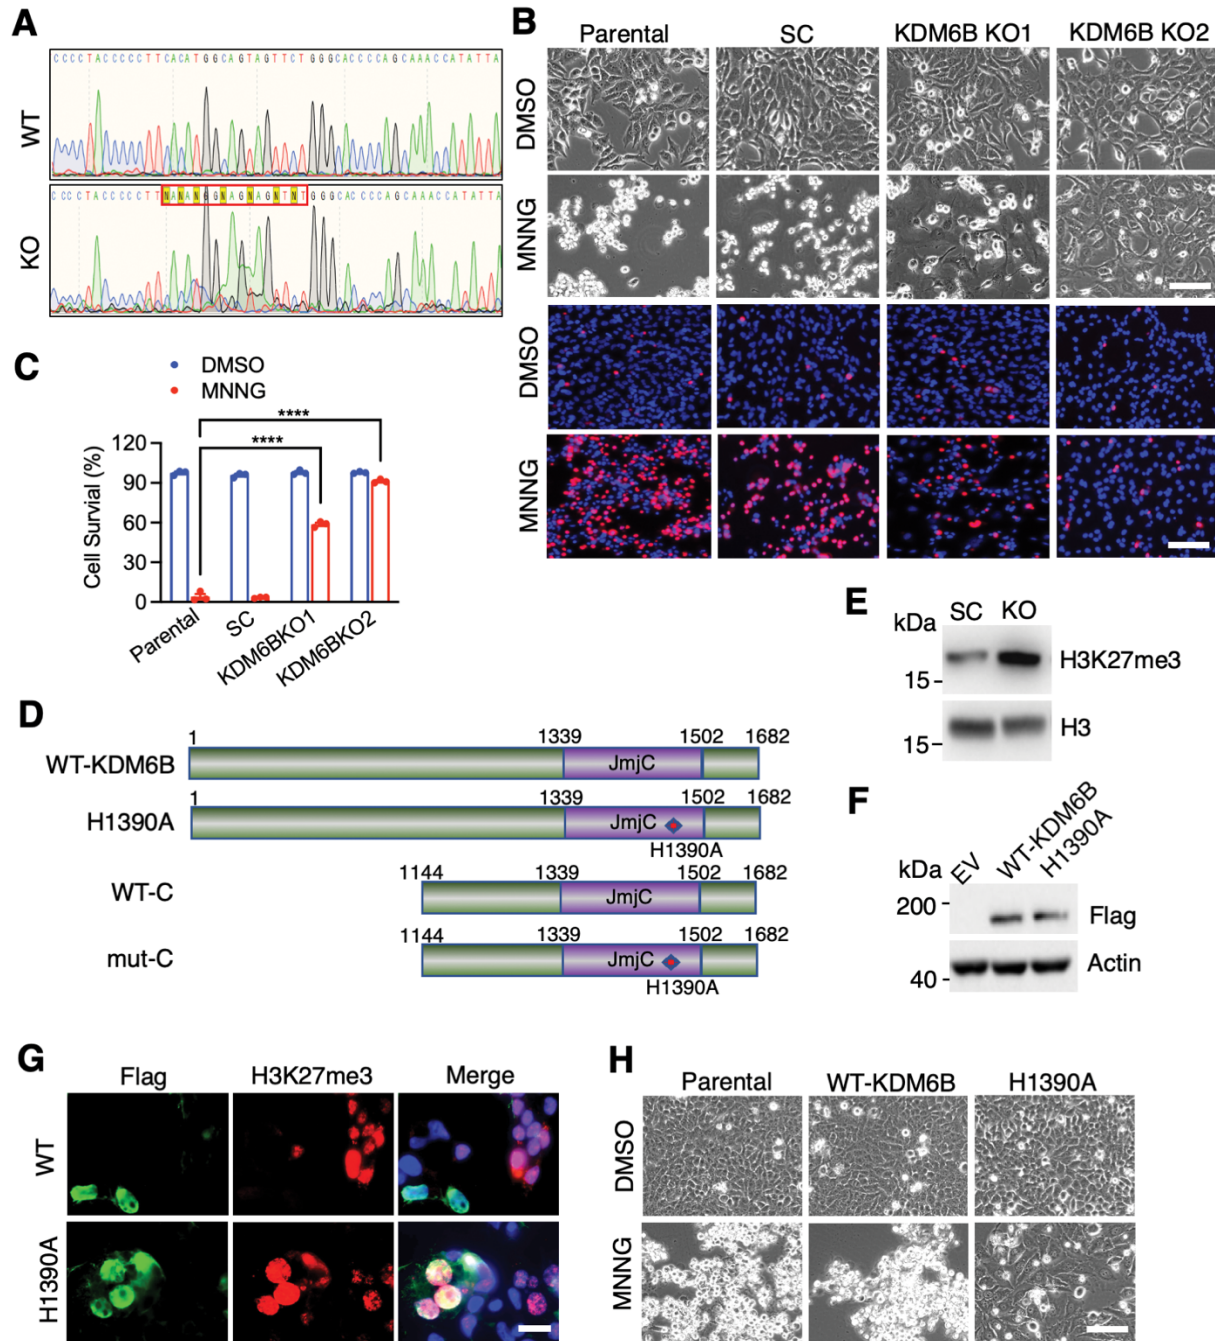 A
CCCCTACCCCCTTCACATGGCAGTAGTTCTGGGCACCCCAGCAAACCATATTA
WT
CCCCTACCCCCTTNANANGGNAGNAGNTNTGGGCACCCCAGCAAACCATATTA
KO
B
Parental SC KDM6B KO1 KDM6B KO2
DMSO
MNNG
DMSO
MNNG
C
DMSO
MNNG
****
****
Cell Survial (%)
120
90
60
30
0
Parental SC KDM6BKO1 KDM6BKO2
D
1 1339 1502 1682
WT-KDM6B JmjC
1 1339 1502 1682
H1390A JmjC
H1390A
1144 1339 1502 1682
WT-C JmjC
1144 1339 1502 1682
mut-C JmjC
H1390A
E
kDa SC KO
H3K27me3
15
H3
15
F
kDa EV WT-KDM6B H1390A
200 Flag
Actin
40
G
Flag H3K27me3 Merge
WT
H1390A
H
Parental WT-KDM6B H1390A
DMSO
MNNG